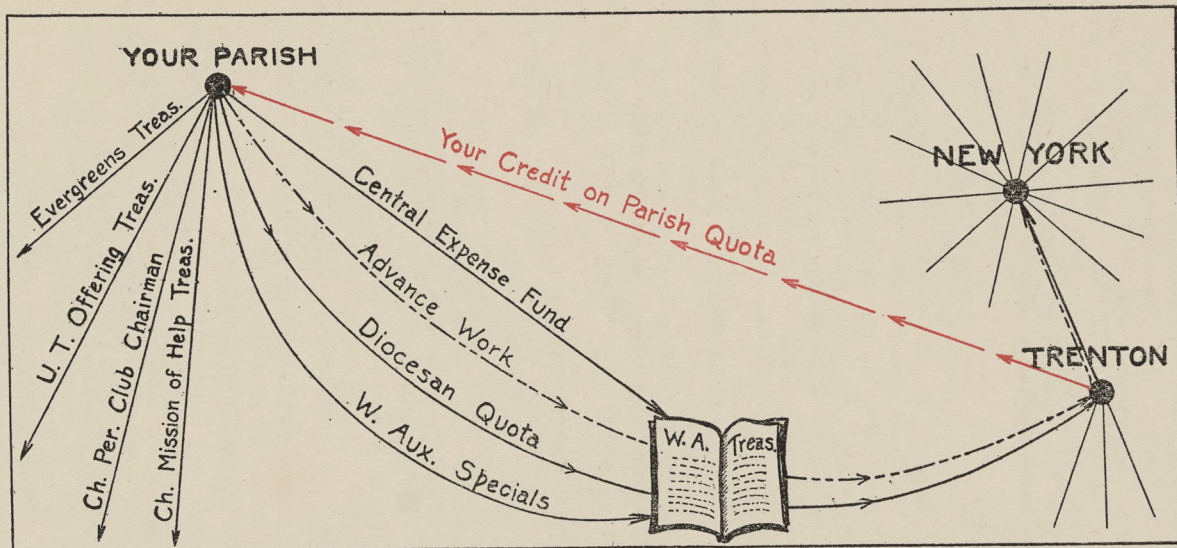 YOUR PARISH
Evergreens Treas.
U. T. Offering Treas.
Ch. Per. Club Chairman
Ch. Mission of Help Treas.
W. Aux. Specials
Diocesan Quota
Advance Work
Central Expense Fund
Your Credit on Parish Quota
W. A. Treas.
NEW YORK
TRENTON